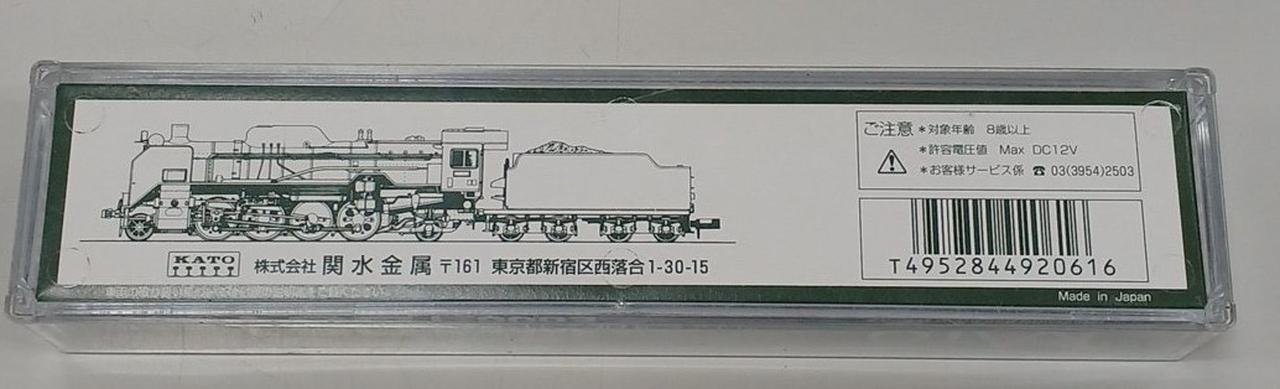 ご注意 ＊対象年齢 8歳以上
＊許容電圧値 Max DC12V
＊お客様サービス係 ☎ 03(3954)2503
T4952844920616
KATO 株式会社 関水金属 〒161 東京都新宿区西落合1-30-15
Made in Japan